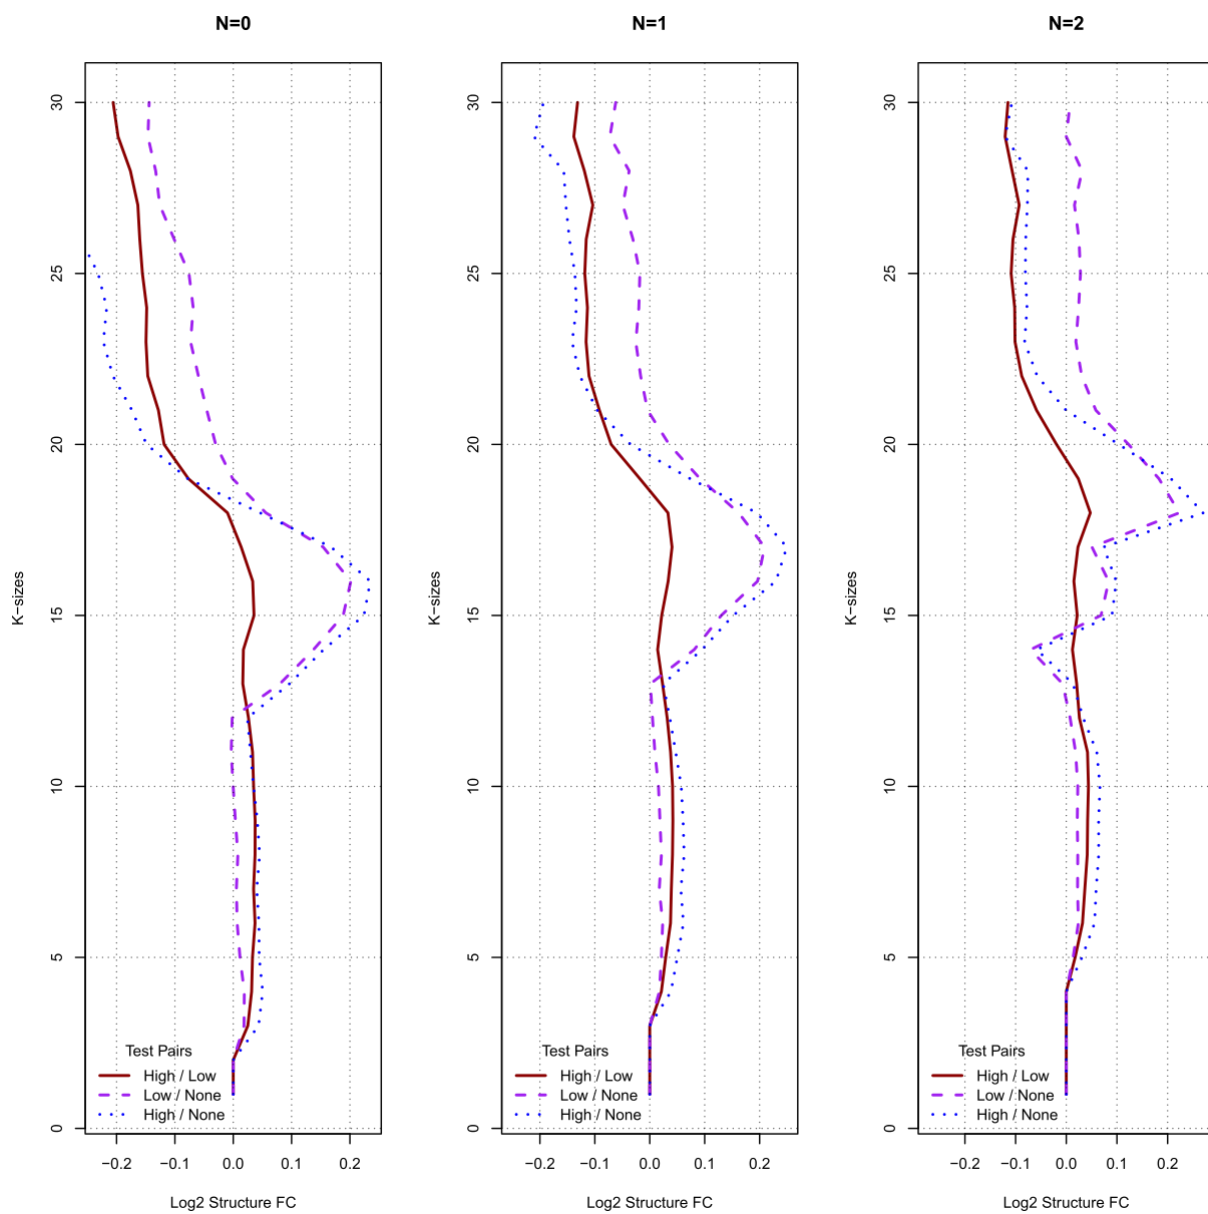 N=0
K−sizes
30
25
20
15
10
5
0
Test Pairs
High / Low
Low / None
High / None
−0.2 −0.1 0.0 0.1 0.2
Log2 Structure FC
N=1
K−sizes
30
25
20
15
10
5
0
Test Pairs
High / Low
Low / None
High / None
−0.2 −0.1 0.0 0.1 0.2
Log2 Structure FC
N=2
K−sizes
30
25
20
15
10
5
0
Test Pairs
High / Low
Low / None
High / None
−0.2 −0.1 0.0 0.1 0.2
Log2 Structure FC